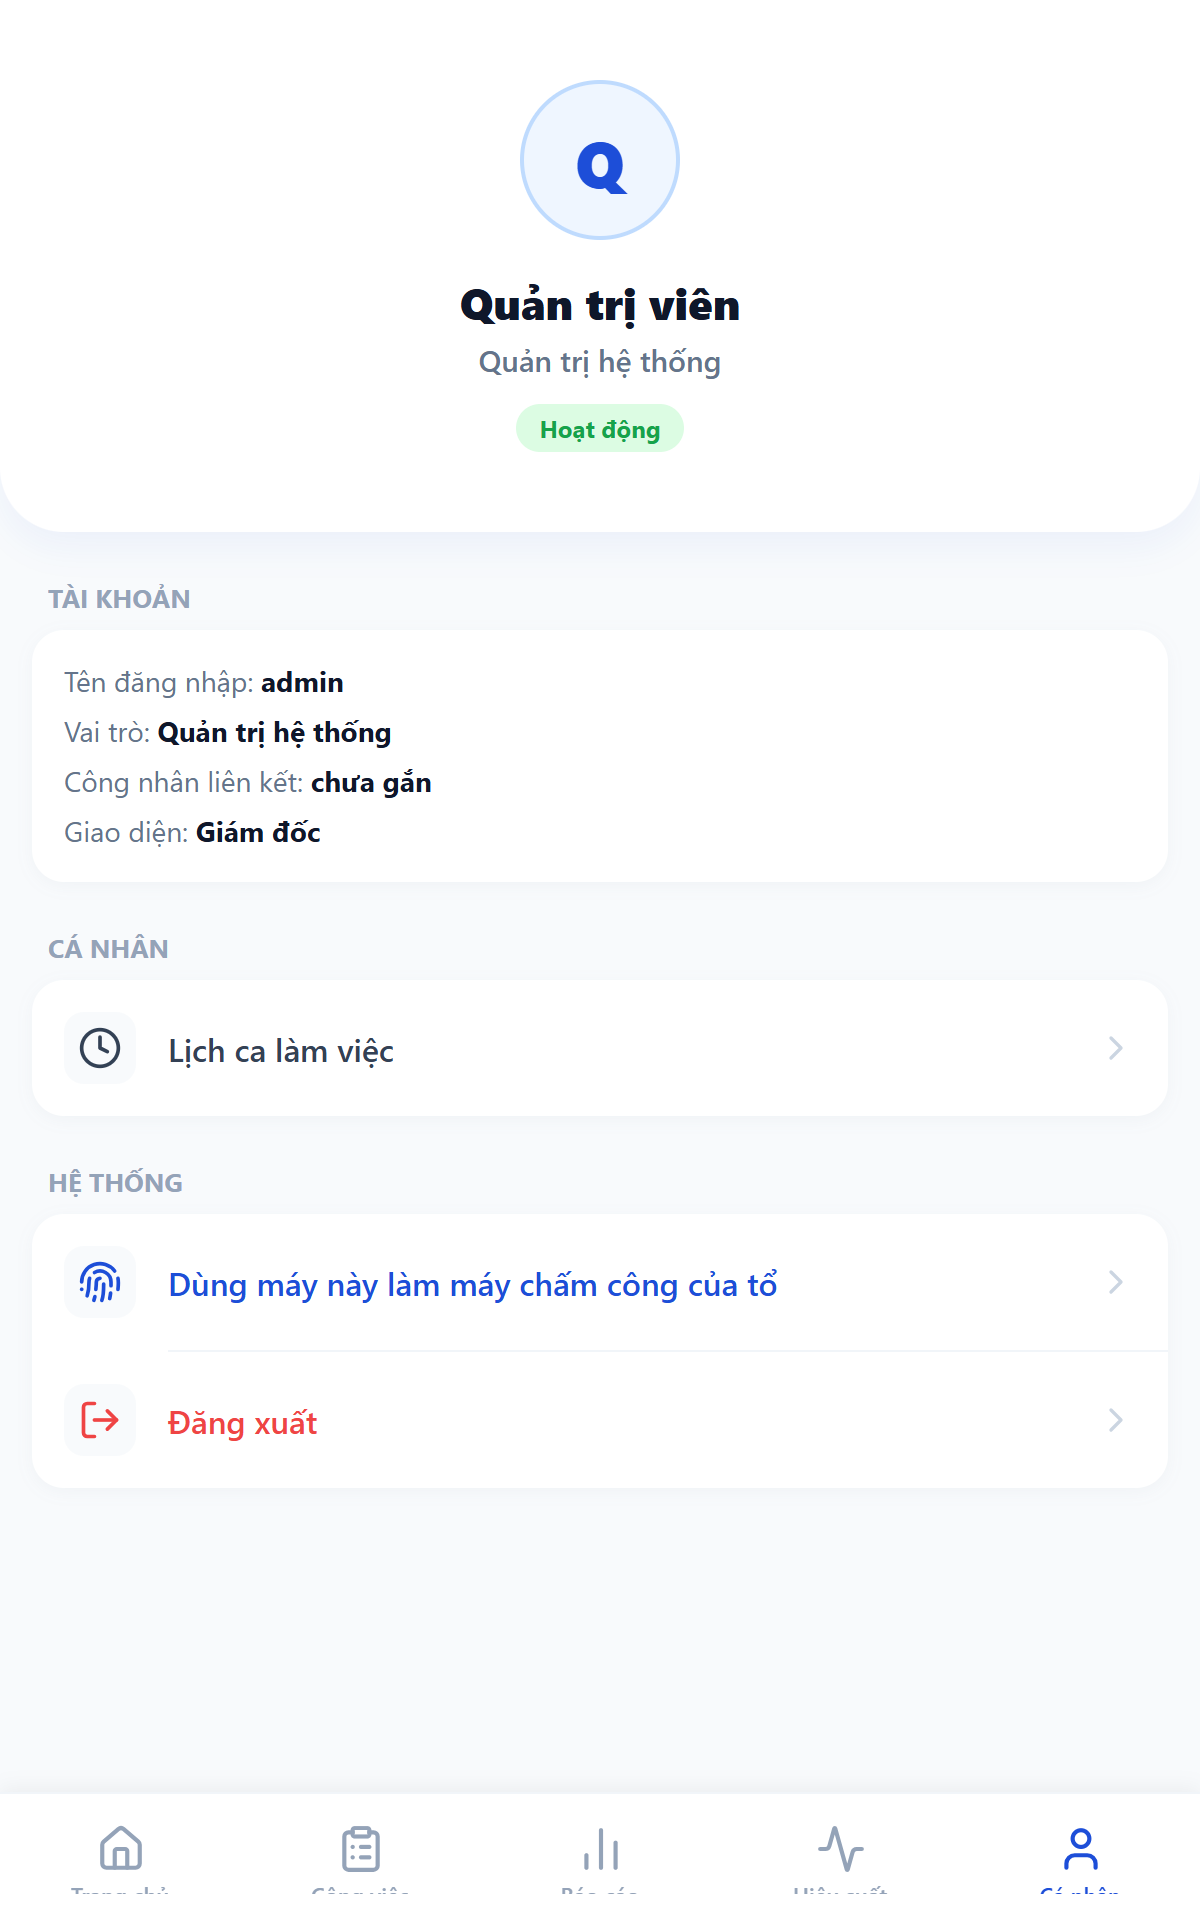 Q
Quản trị viên
Quản trị hệ thống
Hoạt động
TÀI KHOẢN
Tên đăng nhập: admin
Vai trò: Quản trị hệ thống
Công nhân liên kết: chưa gắn
Giao diện: Giám đốc
CÁ NHÂN
Lịch ca làm việc
HỆ THỐNG
Dùng máy này làm máy chấm công của tổ
Đăng xuất